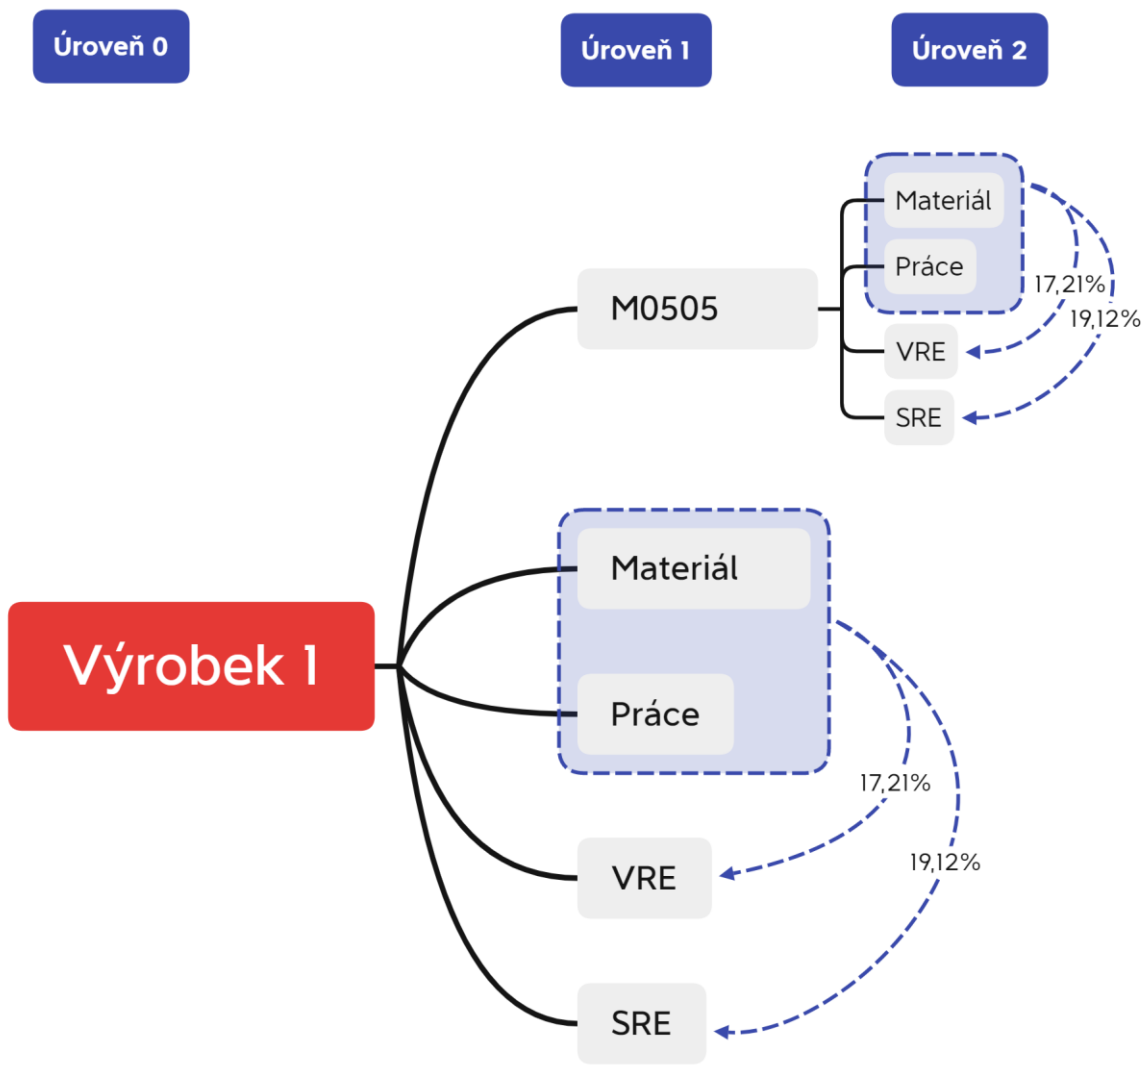 Úroveň 0
Úroveň 1
Úroveň 2
Materiál
Práce
17,21%
M0505
19,12%
VRE
SRE
Materiál
Výrobek 1
Práce
17,21%
19,12%
VRE
SRE